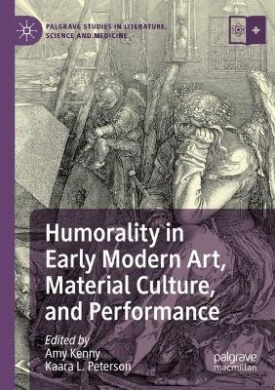 PALGRAVE STUDIES IN LITERATURE,
SCIENCE AND MEDICINE
Humorality in
Early Modern Art,
Material Culture,
and Performance
Edited by
Amy Kenny
Kaara L. Peterson
palgrave
macmillan